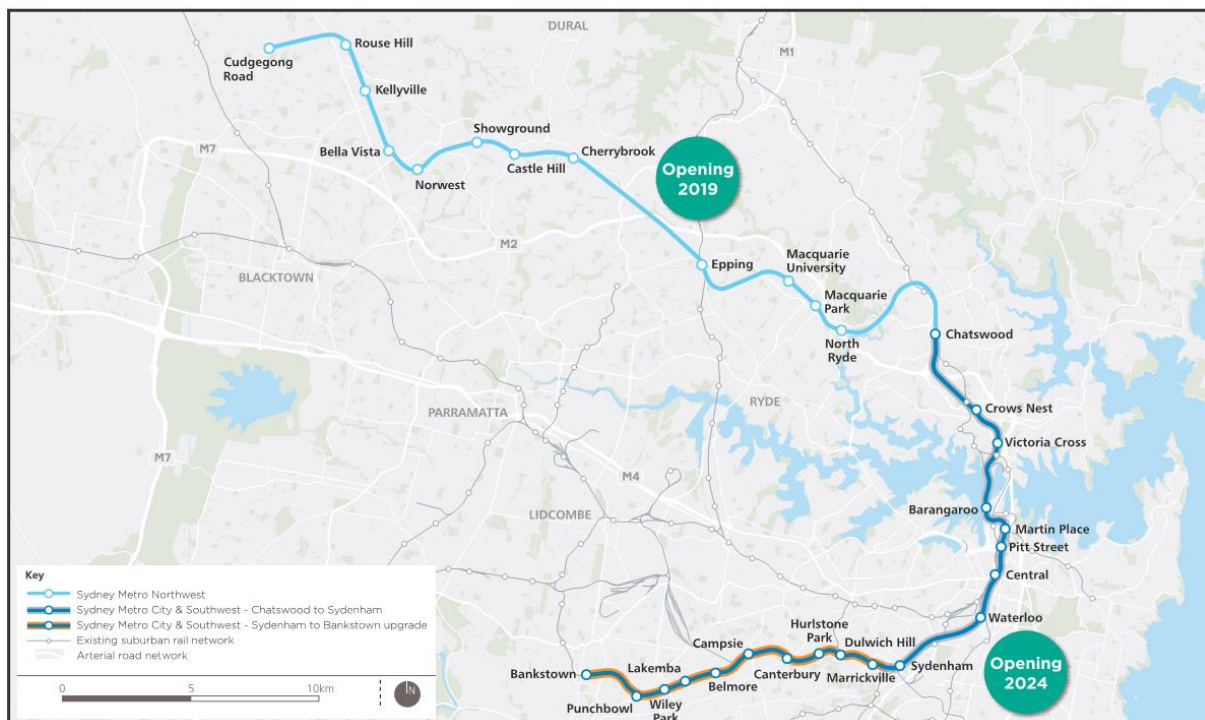 DURAL
M1
Cudgegong
Road
Rouse Hill
Kellyville
Showground
Bella Vista
Castle Hill
Cherrybrook
Norwest
M7
Opening
2019
M2
Epping
Macquarie
University
BLACKTOWN
Macquarie
Park
North
Ryde
Chatswood
PARRAMATTA
RYDE
Crows Nest
Victoria Cross
M7
M4
LIDCOMBE
Barangaroo
Martin Place
Pitt Street
Central
Waterloo
Hurlstone
Park
Campsie
Dulwich Hill
Lakemba
Bankstown
Belmore
Canterbury
Marrickville
Sydenham
Punchbowl
Wiley
Park
Opening
2024
Key
Sydney Metro Northwest
Sydney Metro City & Southwest - Chatswood to Sydenham
Sydney Metro City & Southwest - Sydenham to Bankstown upgrade
Existing suburban rail network
Arterial road network
0 5 10km
N